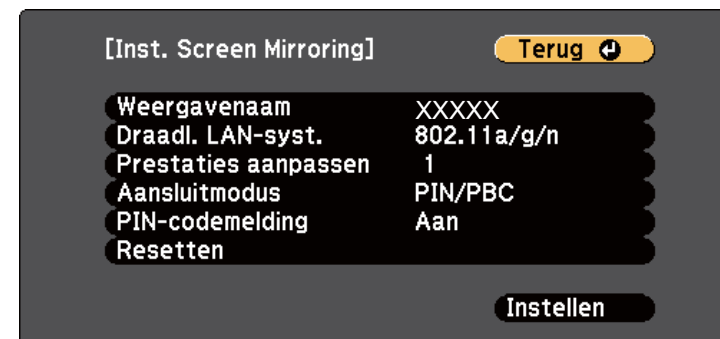 [Inst. Screen Mirroring] Terug
Weergavenaam XXXXX
Draadl. LAN-syst. 802.11a/g/n
Prestaties aanpassen 1
Aansluitmodus PIN/PBC
PIN-codemelding Aan
Resetten
Instellen